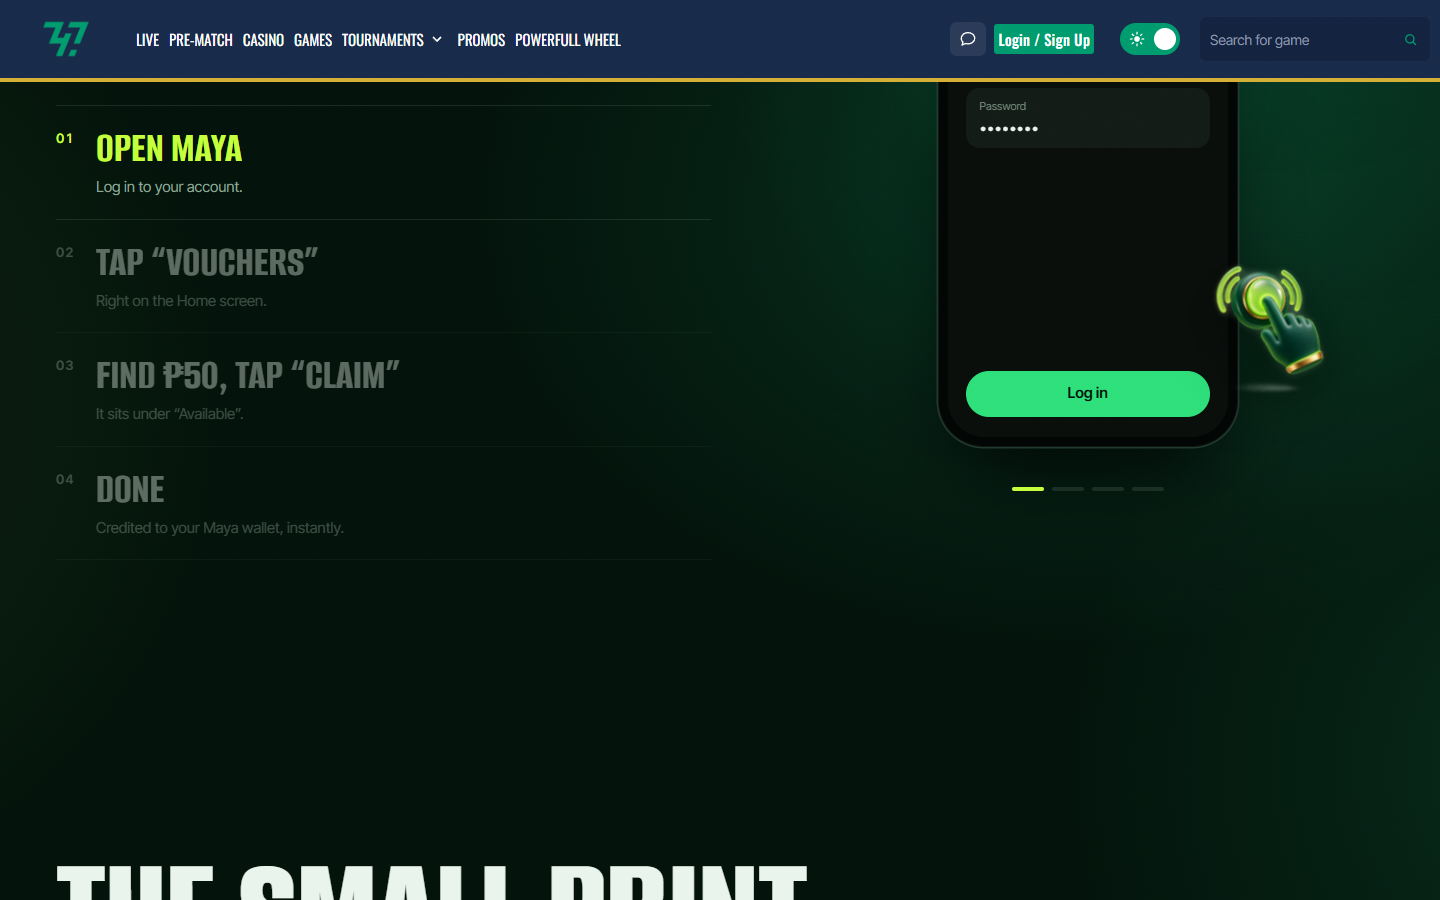 LIVE PRE-MATCH CASINO GAMES TOURNAMENTS PROMOS POWERFULL WHEEL
Login / Sign Up
Search for game
01
OPEN MAYA
Log in to your account.
02
TAP “VOUCHERS”
Right on the Home screen.
03
FIND ₱50, TAP “CLAIM”
It sits under “Available”.
04
DONE
Credited to your Maya wallet, instantly.
Password
••••••••
Log in
THE SMALL PRINT